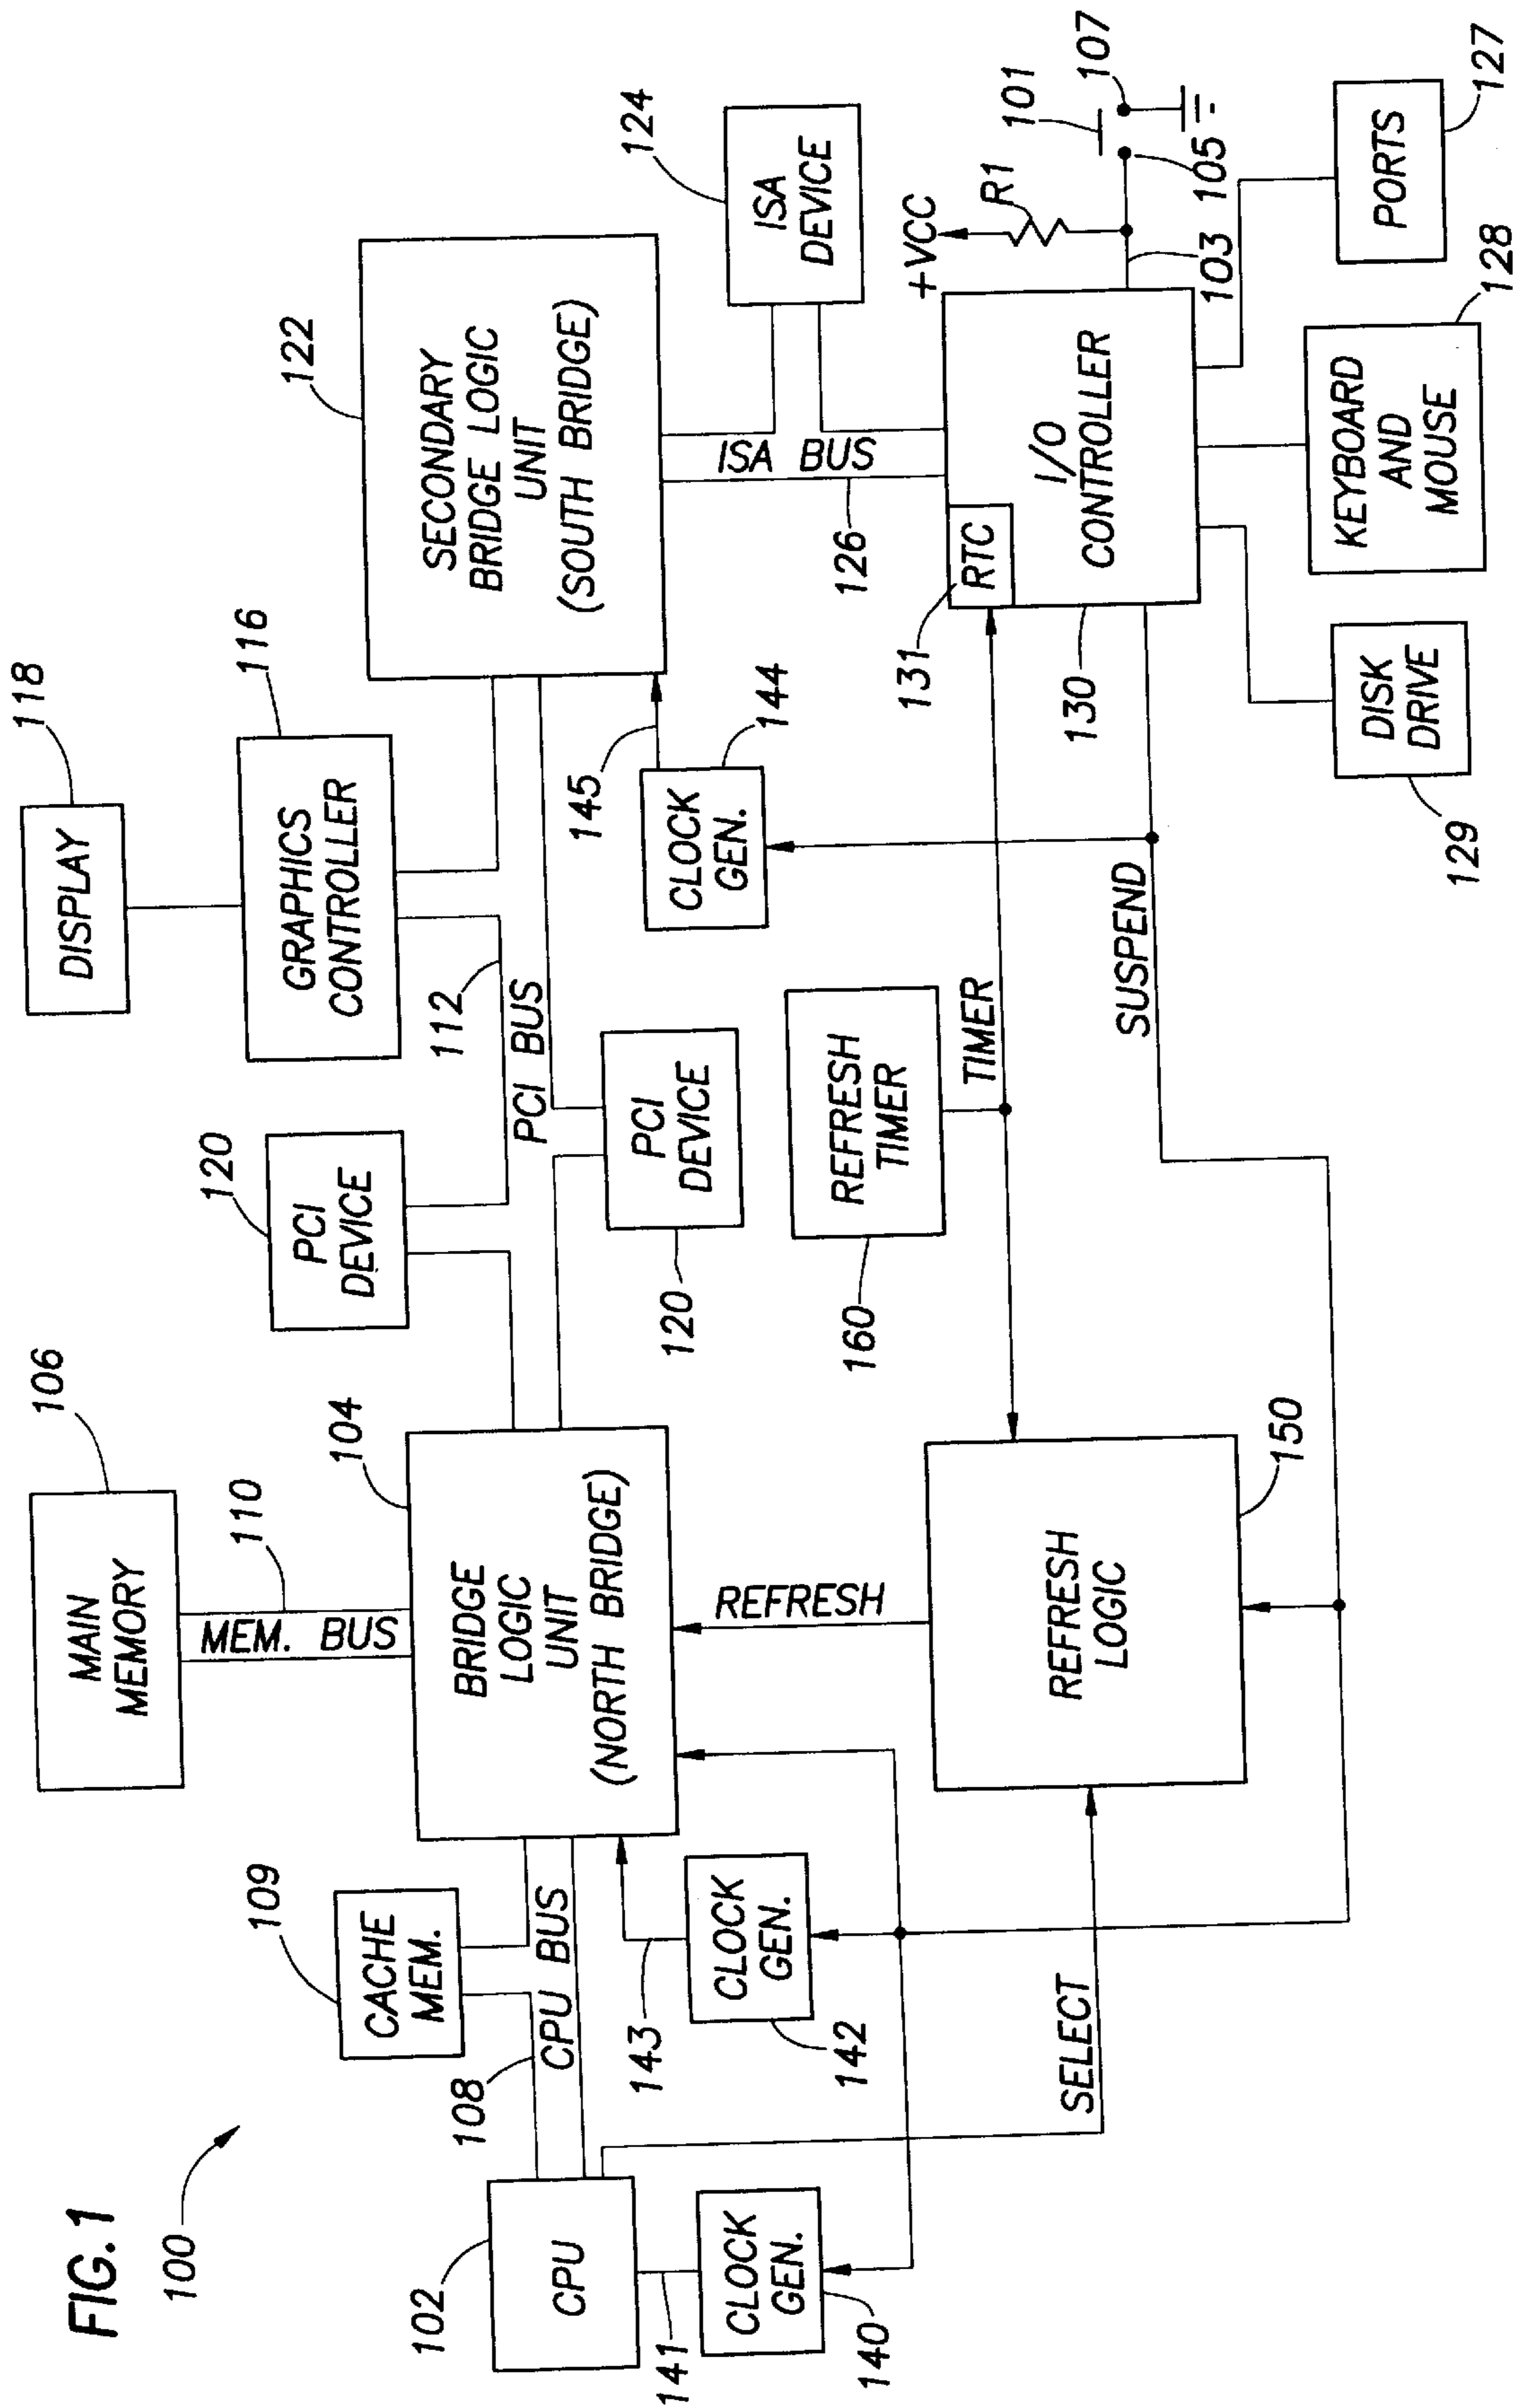 FIG. 1
100
118
DISPLAY
106
MAIN
MEMORY
116
GRAPHICS
CONTROLLER
120
PCI
DEVICE
110
MEM. BUS
109
CACHE
MEM.
122
SECONDARY
BRIDGE LOGIC
UNIT
(SOUTH BRIDGE)
104
BRIDGE
LOGIC
UNIT
(NORTH BRIDGE)
112
PCI BUS
108
CPU BUS
102
CPU
124
ISA
DEVICE
145
144
CLOCK
GEN.
PCI
DEVICE
120
143
CLOCK
GEN.
142
141
CLOCK
GEN.
140
ISA BUS
126
REFRESH
REFRESH
TIMER
160
TIMER
131
RTC
I/O
CONTROLLER
130
+VCC
R1
101
107
105
103
REFRESH
LOGIC
150
SELECT
SUSPEND
DISK
DRIVE
129
KEYBOARD
AND
MOUSE
128
PORTS
127